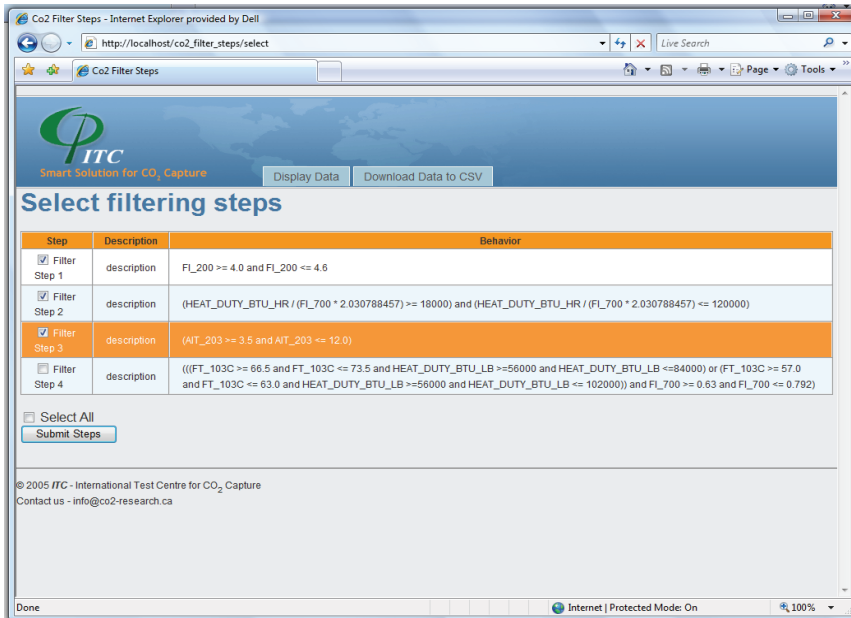 Co2 Filter Steps - Internet Explorer provided by Dell
http://localhost/co2_filter_steps/select
Live Search
Co2 Filter Steps
Page
Tools
ITC
Smart Solution for CO2 Capture
Display Data
Download Data to CSV
Select filtering steps
Step Description Behavior
Filter Step 1
description
FI_200 >= 4.0 and FI_200 <= 4.6
Filter Step 2
description
(HEAT_DUTY_BTU_HR / (FI_700 * 2.030788457) >= 18000) and (HEAT_DUTY_BTU_HR / (FI_700 * 2.030788457) <= 120000)
Filter Step 3
description
(AIT_203 >= 3.5 and AIT_203 <= 12.0)
Filter Step 4
description
(((FT_103C >= 66.5 and FT_103C <= 73.5 and HEAT_DUTY_BTU_LB >=56000 and HEAT_DUTY_BTU_LB <=84000) or (FT_103C >= 57.0
and FT_103C <= 63.0 and HEAT_DUTY_BTU_LB >=56000 and HEAT_DUTY_BTU_LB <= 102000)) and FI_700 >= 0.63 and FI_700 <= 0.792)
Select All
Submit Steps
© 2005 ITC - International Test Centre for CO2 Capture
Contact us - info@co2-research.ca
Done
Internet | Protected Mode: On
100%